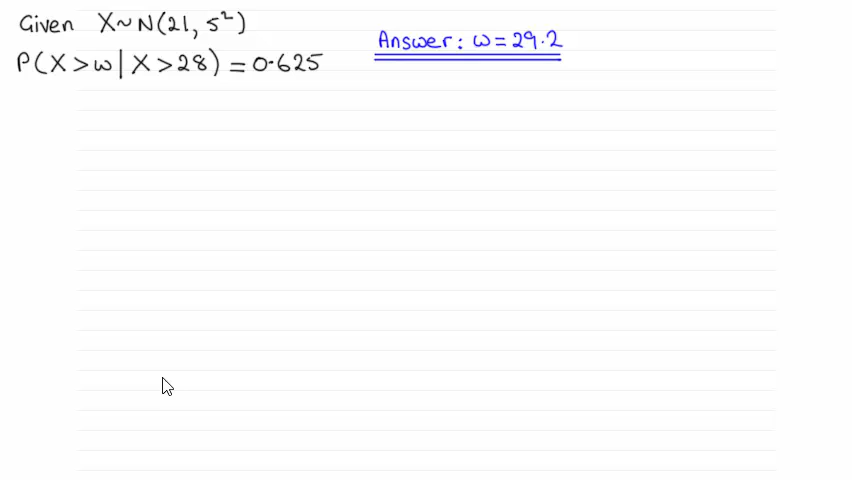 Given X~N(21, 5²)
Answer: w = 29.2
P(X>w|X>28) = 0.625